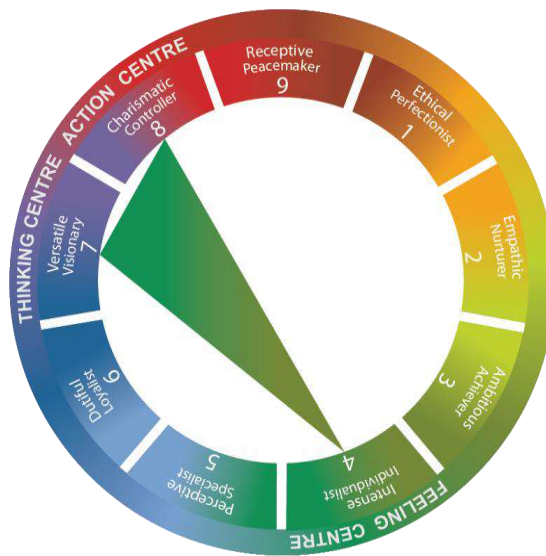 ACTION CENTRE
Receptive
Peacemaker
9
Ethical
Perfectionist
1
Empathic
Nurturer
2
Ambitious
Achiever
3
Intense
Individualist
4
FEELING CENTRE
Perceptive
Specialist
5
Dutiful
Loyalist
6
Versatile
Visionary
7
THINKING CENTRE
Charismatic
Controller
8